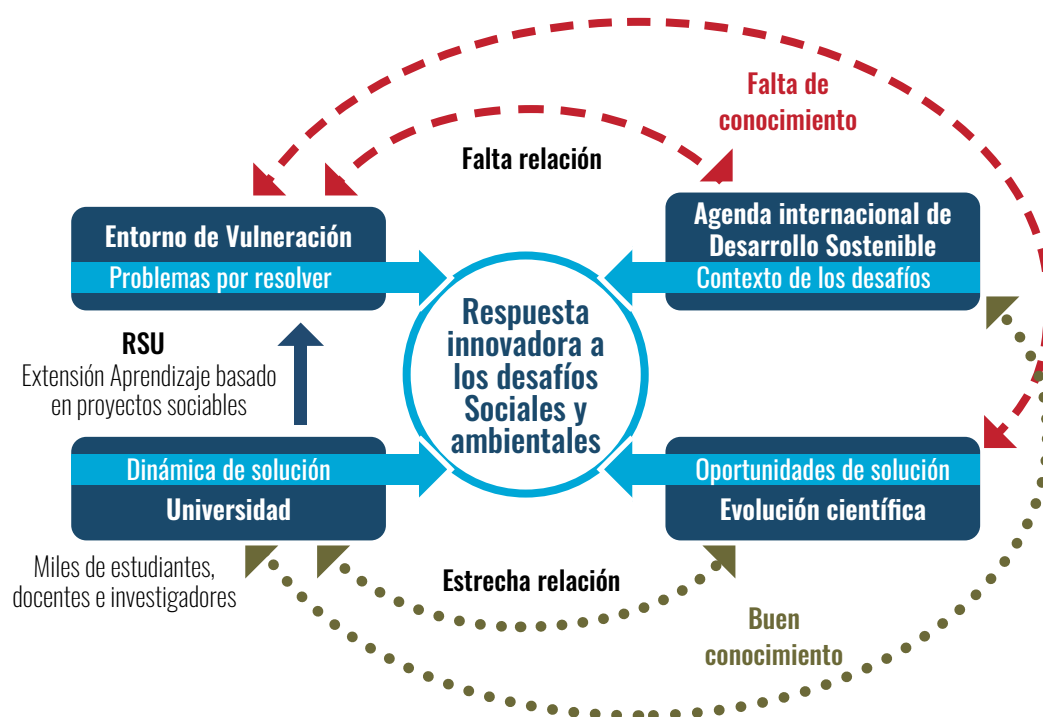 Falta de
conocimiento
Falta relación
Entorno de Vulneración
Problemas por resolver
Agenda internacional de
Desarrollo Sostenible
Contexto de los desafíos
Respuesta
innovadora a
los desafíos
Sociales y
ambientales
RSU
Extensión Aprendizaje basado
en proyectos sociables
Dinámica de solución
Universidad
Oportunidades de solución
Evolución científica
Miles de estudiantes,
docentes e investigadores
Estrecha relación
Buen
conocimiento